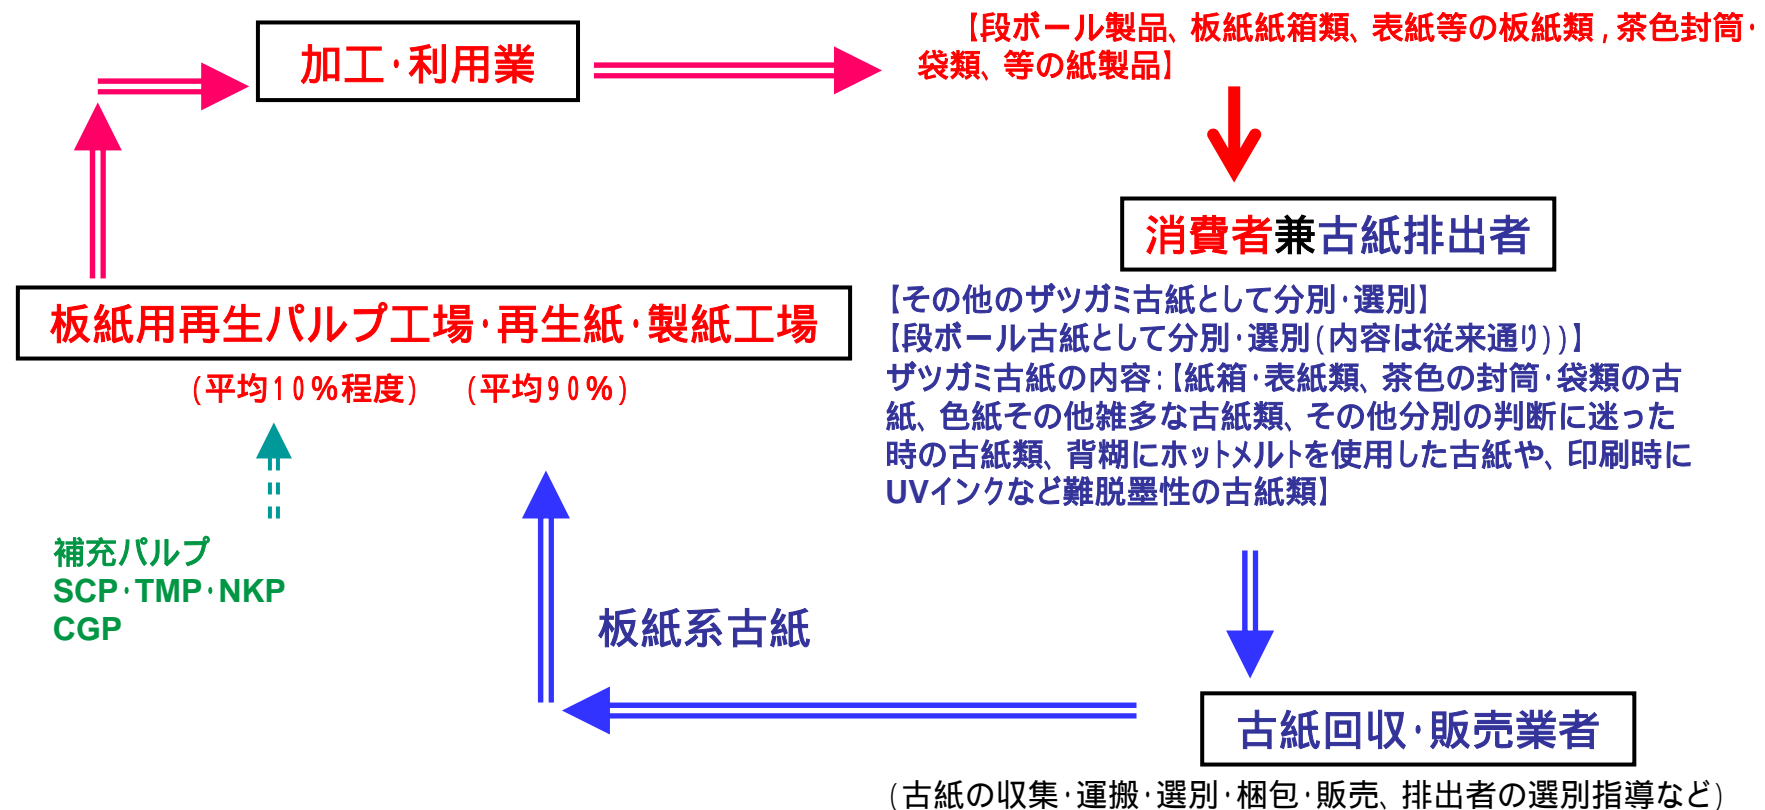 加工・利用業
【段ボール製品、板紙紙箱類、表紙等の板紙類,茶色封筒・
袋類、等の紙製品】
消費者兼古紙排出者
【その他のザツガミ古紙として分別・選別】
【段ボール古紙として分別・選別(内容は従来通り))】
ザツガミ古紙の内容:【紙箱・表紙類、茶色の封筒・袋類の古
紙、色紙その他雑多な古紙類、その他分別の判断に迷った
時の古紙類、背糊にホットメルトを使用した古紙や、印刷時に
UVインクなど難脱墨性の古紙類】
板紙用再生パルプ工場・再生紙・製紙工場
(平均10%程度) (平均90%)
補充パルプ
SCP・TMP・NKP
CGP
板紙系古紙
古紙回収・販売業者
(古紙の収集・運搬・選別・梱包・販売、排出者の選別指導など)